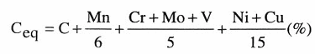 C_eq = C + Mn/6 + (Cr+Mo+V)/5 + (Ni+Cu)/15 (%)